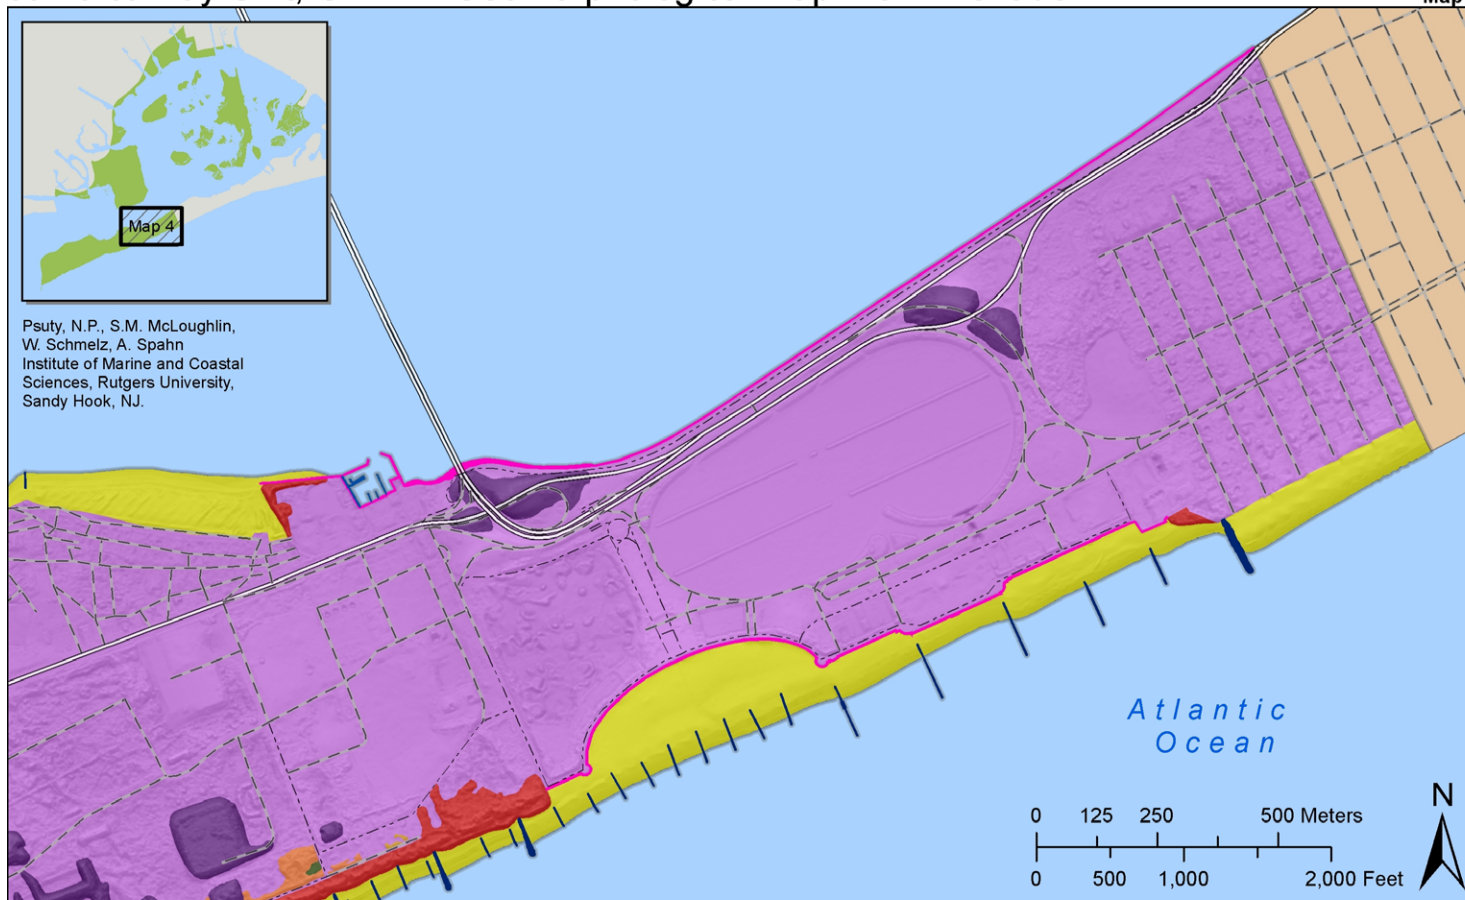 Map
Map 4
Psuty, N.P., S.M. McLoughlin,
W. Schmelz, A. Spahn
Institute of Marine and Coastal
Sciences, Rutgers University,
Sandy Hook, NJ.
Atlantic
Ocean
N
0 125 250 500 Meters
0 500 1,000 2,000 Feet